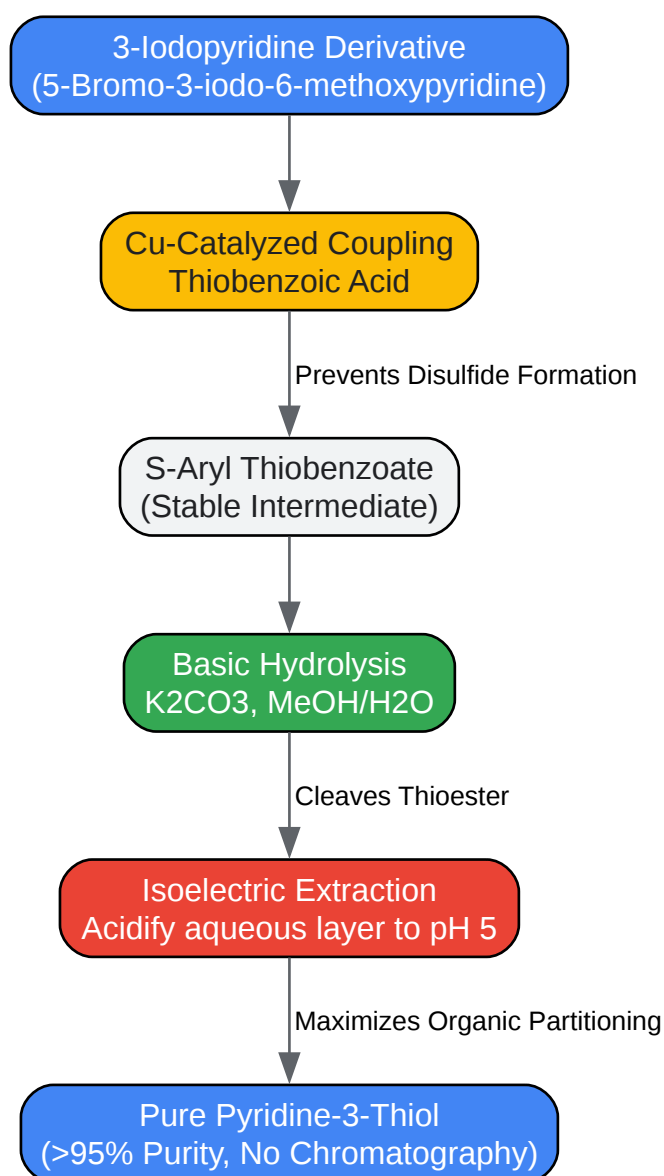 3-Iodopyridine Derivative
(5-Bromo-3-iodo-6-methoxypyridine)
Cu-Catalyzed Coupling
Thiobenzoic Acid
Prevents Disulfide Formation
S-Aryl Thiobenzoate
(Stable Intermediate)
Basic Hydrolysis
K2CO3, MeOH/H2O
Cleaves Thioester
Isoelectric Extraction
Acidify aqueous layer to pH 5
Maximizes Organic Partitioning
Pure Pyridine-3-Thiol
(>95% Purity, No Chromatography)